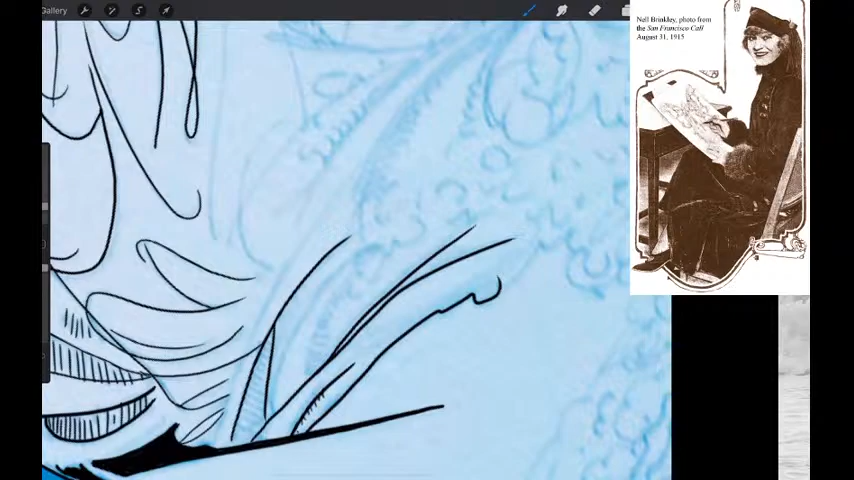 Gallery
Nell Brinkley, photo from
the San Francisco Call
August 31, 1915